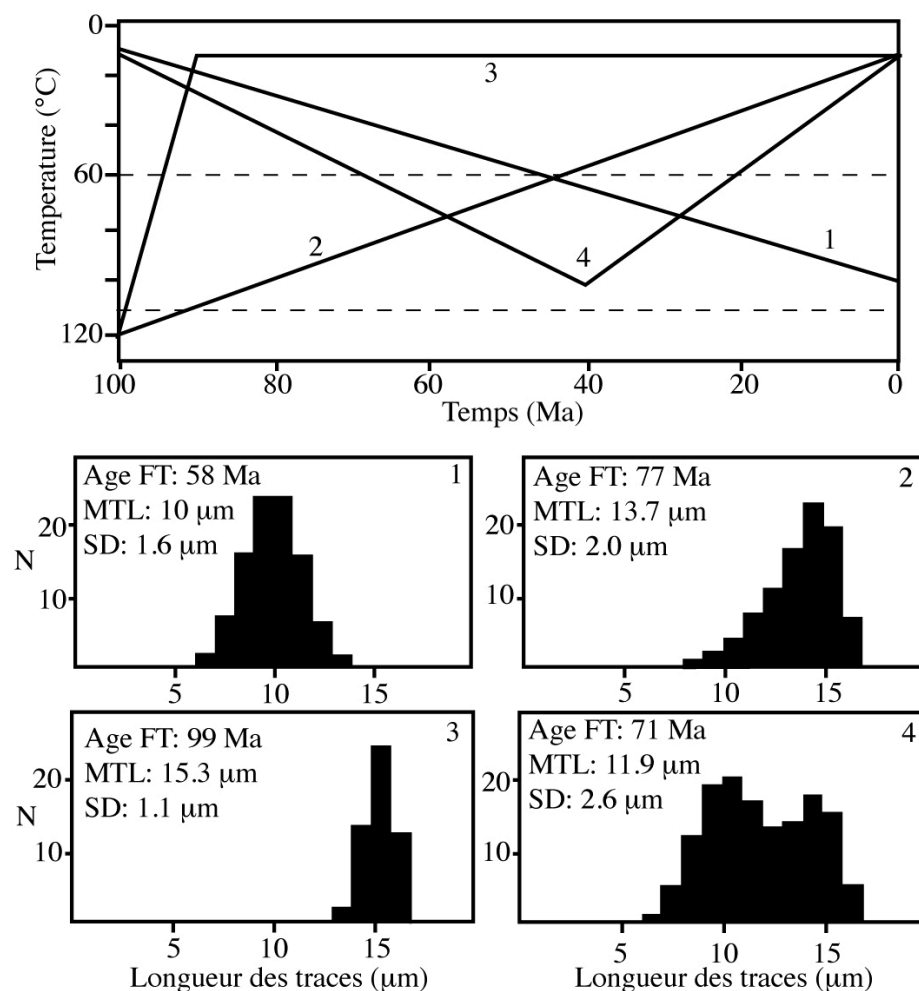 0
60
120
Temperature (°C)
3
2
4
1
100
80
60
40
20
0
Temps (Ma)
Age FT: 58 Ma
1
MTL: 10 µm
SD: 1.6 µm
20
10
N
5
10
15
Age FT: 77 Ma
2
MTL: 13.7 µm
SD: 2.0 µm
20
10
5
10
15
Age FT: 99 Ma
3
MTL: 15.3 µm
SD: 1.1 µm
20
10
N
5
10
15
Longueur des traces (µm)
Age FT: 71 Ma
4
MTL: 11.9 µm
SD: 2.6 µm
20
10
5
10
15
Longueur des traces (µm)